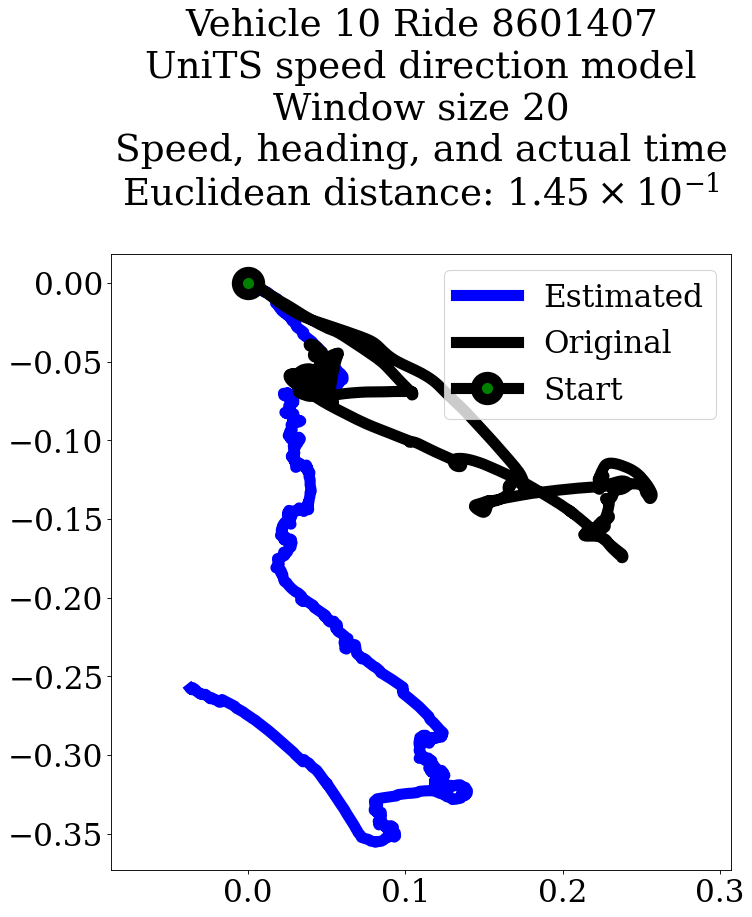 Vehicle 10 Ride 8601407
UniTS speed direction model
Window size 20
Speed, heading, and actual time
Euclidean distance: 1.45 × 10⁻¹
Estimated
Original
Start
0.00
−0.05
−0.10
−0.15
−0.20
−0.25
−0.30
−0.35
0.0 0.1 0.2 0.3